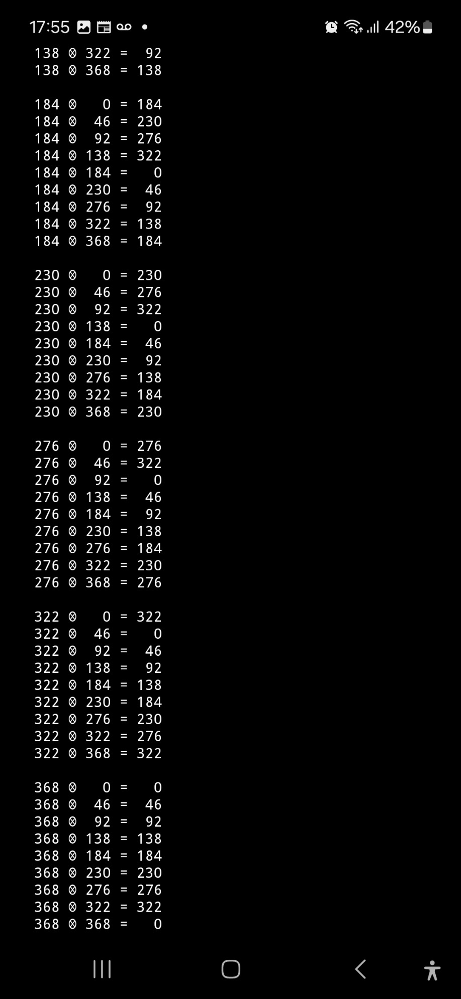 17:55 42%
138 ⊗ 322 =  92
138 ⊗ 368 = 138

184 ⊗   0 = 184
184 ⊗  46 = 230
184 ⊗  92 = 276
184 ⊗ 138 = 322
184 ⊗ 184 =   0
184 ⊗ 230 =  46
184 ⊗ 276 =  92
184 ⊗ 322 = 138
184 ⊗ 368 = 184

230 ⊗   0 = 230
230 ⊗  46 = 276
230 ⊗  92 = 322
230 ⊗ 138 =   0
230 ⊗ 184 =  46
230 ⊗ 230 =  92
230 ⊗ 276 = 138
230 ⊗ 322 = 184
230 ⊗ 368 = 230

276 ⊗   0 = 276
276 ⊗  46 = 322
276 ⊗  92 =   0
276 ⊗ 138 =  46
276 ⊗ 184 =  92
276 ⊗ 230 = 138
276 ⊗ 276 = 184
276 ⊗ 322 = 230
276 ⊗ 368 = 276

322 ⊗   0 = 322
322 ⊗  46 =   0
322 ⊗  92 =  46
322 ⊗ 138 =  92
322 ⊗ 184 = 138
322 ⊗ 230 = 184
322 ⊗ 276 = 230
322 ⊗ 322 = 276
322 ⊗ 368 = 322

368 ⊗   0 =   0
368 ⊗  46 =  46
368 ⊗  92 =  92
368 ⊗ 138 = 138
368 ⊗ 184 = 184
368 ⊗ 230 = 230
368 ⊗ 276 = 276
368 ⊗ 322 = 322
368 ⊗ 368 =   0